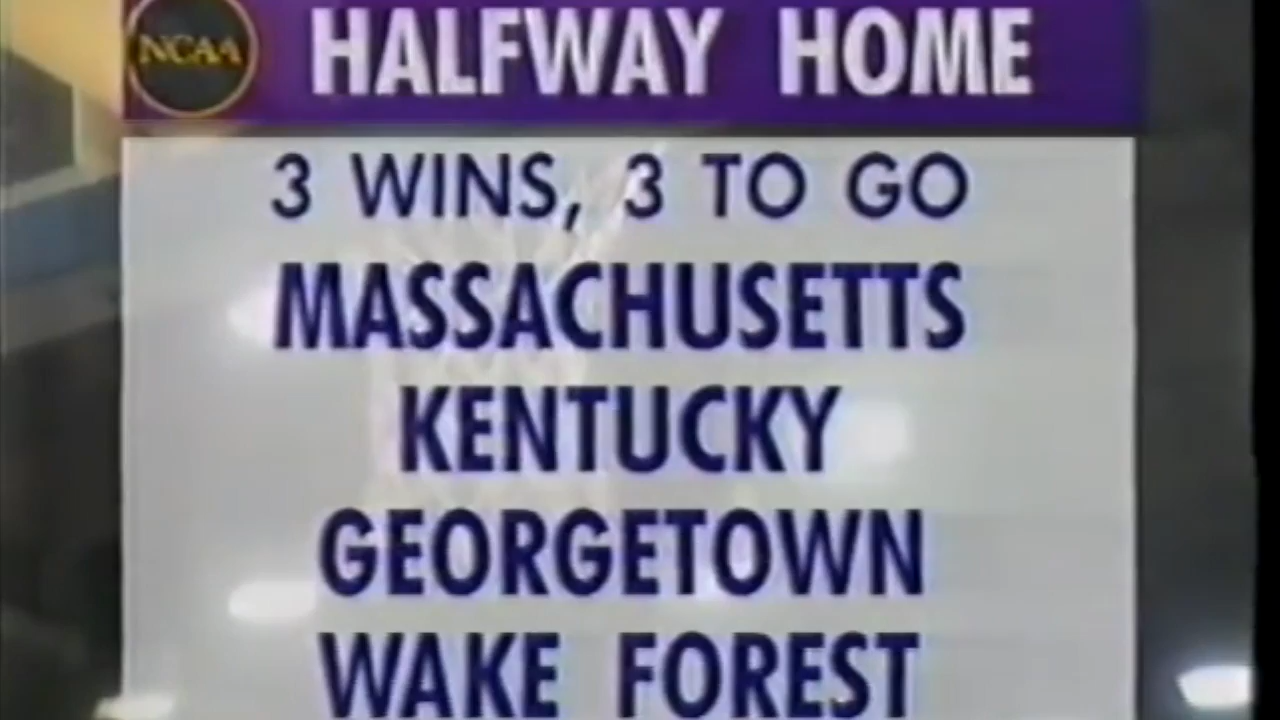 NCAA
HALFWAY HOME
3 WINS, 3 TO GO
MASSACHUSETTS
KENTUCKY
GEORGETOWN
WAKE FOREST